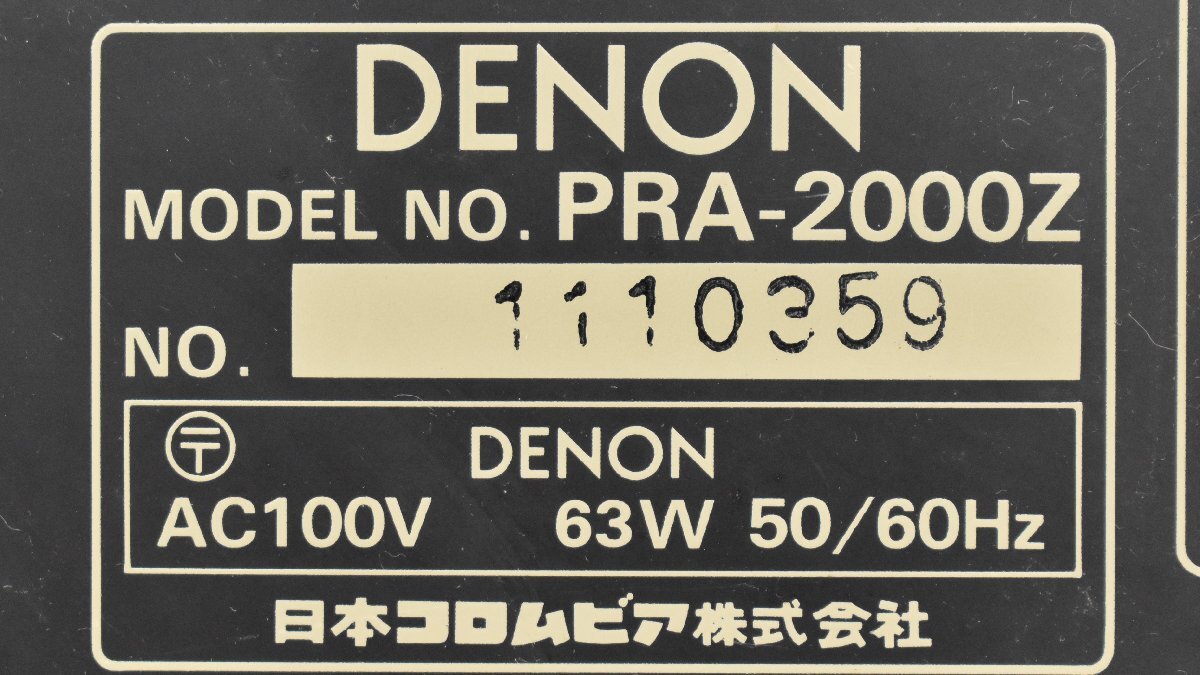 DENON
MODEL NO. PRA-2000Z
NO. 1110359
〒 DENON
AC100V 63W 50/60Hz
日本コロムビア株式会社